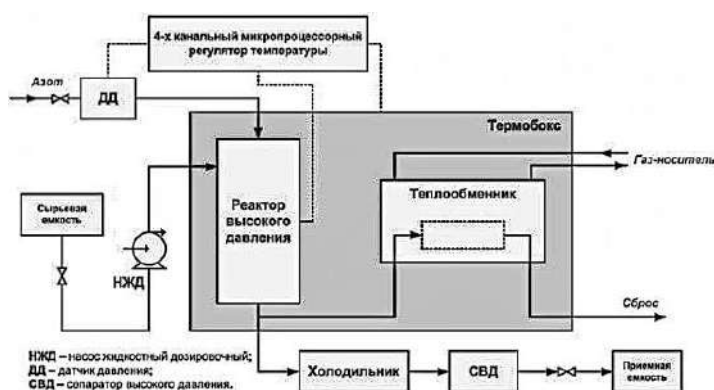 4-х канальный микропроцессорный
регулятор температуры
Азот
ДД
Термобокс
Газ-носитель
Реактор
высокого
давления
Теплообменник
Сырьевая
емкость
НЖД
Сброс
НЖД – насос жидкостный дозировочный;
ДД – датчик давления;
СВД – сепаратор высокого давления.
Холодильник
СВД
Приемная
емкость